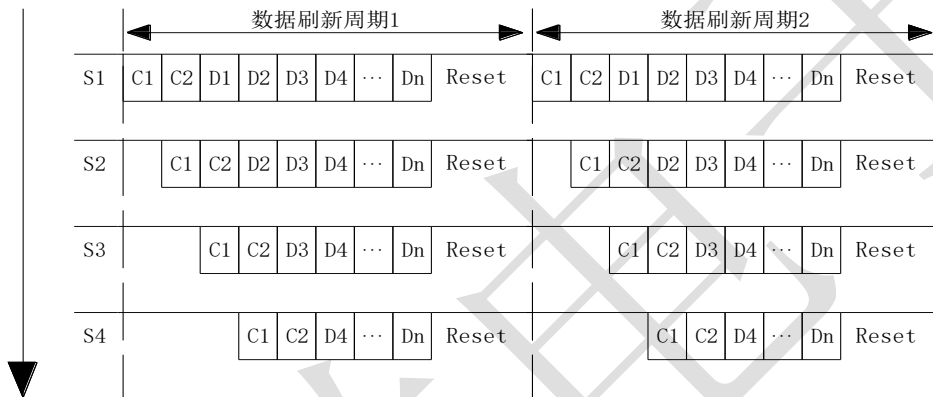 数据刷新周期1 数据刷新周期2
S1 C1 C2 D1 D2 D3 D4 ··· Dn Reset C1 C2 D1 D2 D3 D4 ··· Dn Reset
S2 C1 C2 D2 D3 D4 ··· Dn Reset C1 C2 D2 D3 D4 ··· Dn Reset
S3 C1 C2 D3 D4 ··· Dn Reset C1 C2 D3 D4 ··· Dn Reset
S4 C1 C2 D4 ··· Dn Reset C1 C2 D4 ··· Dn Reset